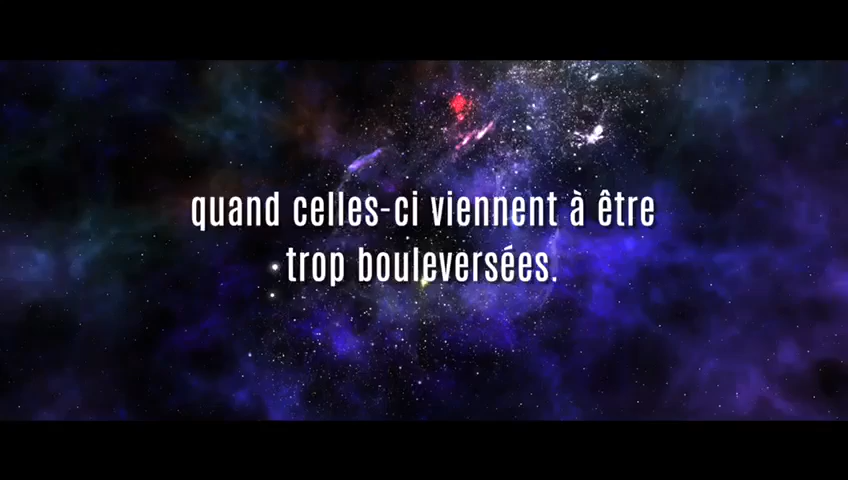 quand celles-ci viennent à être
trop bouleversées.